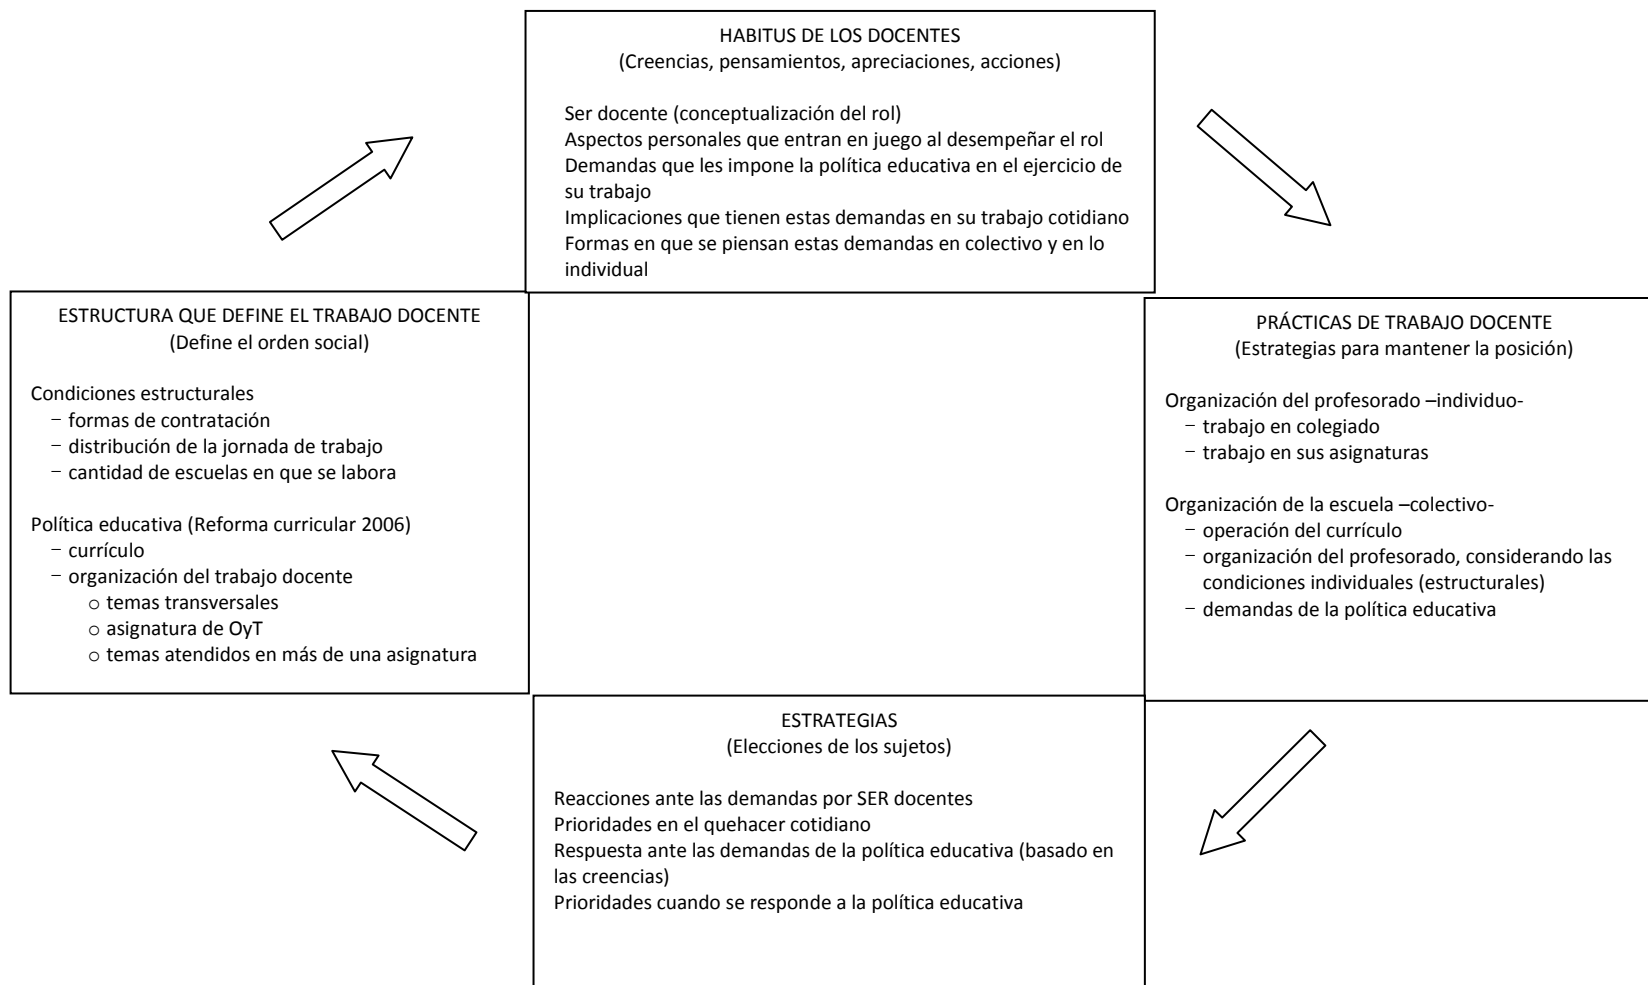 HABITUS DE LOS DOCENTES
(Creencias, pensamientos, apreciaciones, acciones)
Ser docente (conceptualización del rol)
Aspectos personales que entran en juego al desempeñar el rol
Demandas que les impone la política educativa en el ejercicio de
su trabajo
Implicaciones que tienen estas demandas en su trabajo cotidiano
Formas en que se piensan estas demandas en colectivo y en lo
individual
ESTRUCTURA QUE DEFINE EL TRABAJO DOCENTE
(Define el orden social)
Condiciones estructurales
− formas de contratación
− distribución de la jornada de trabajo
− cantidad de escuelas en que se labora
Política educativa (Reforma curricular 2006)
− currículo
− organización del trabajo docente
o temas transversales
o asignatura de OyT
o temas atendidos en más de una asignatura
PRÁCTICAS DE TRABAJO DOCENTE
(Estrategias para mantener la posición)
Organización del profesorado –individuo-
− trabajo en colegiado
− trabajo en sus asignaturas
Organización de la escuela –colectivo-
− operación del currículo
− organización del profesorado, considerando las
condiciones individuales (estructurales)
− demandas de la política educativa
ESTRATEGIAS
(Elecciones de los sujetos)
Reacciones ante las demandas por SER docentes
Prioridades en el quehacer cotidiano
Respuesta ante las demandas de la política educativa (basado en
las creencias)
Prioridades cuando se responde a la política educativa